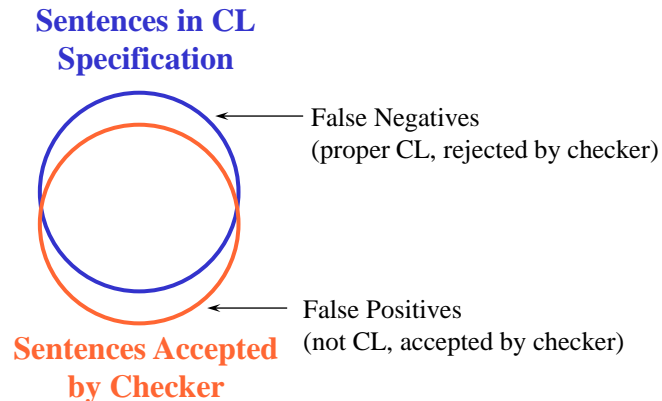 Sentences in CL
Specification
False Negatives
(proper CL, rejected by checker)
False Positives
(not CL, accepted by checker)
Sentences Accepted
by Checker